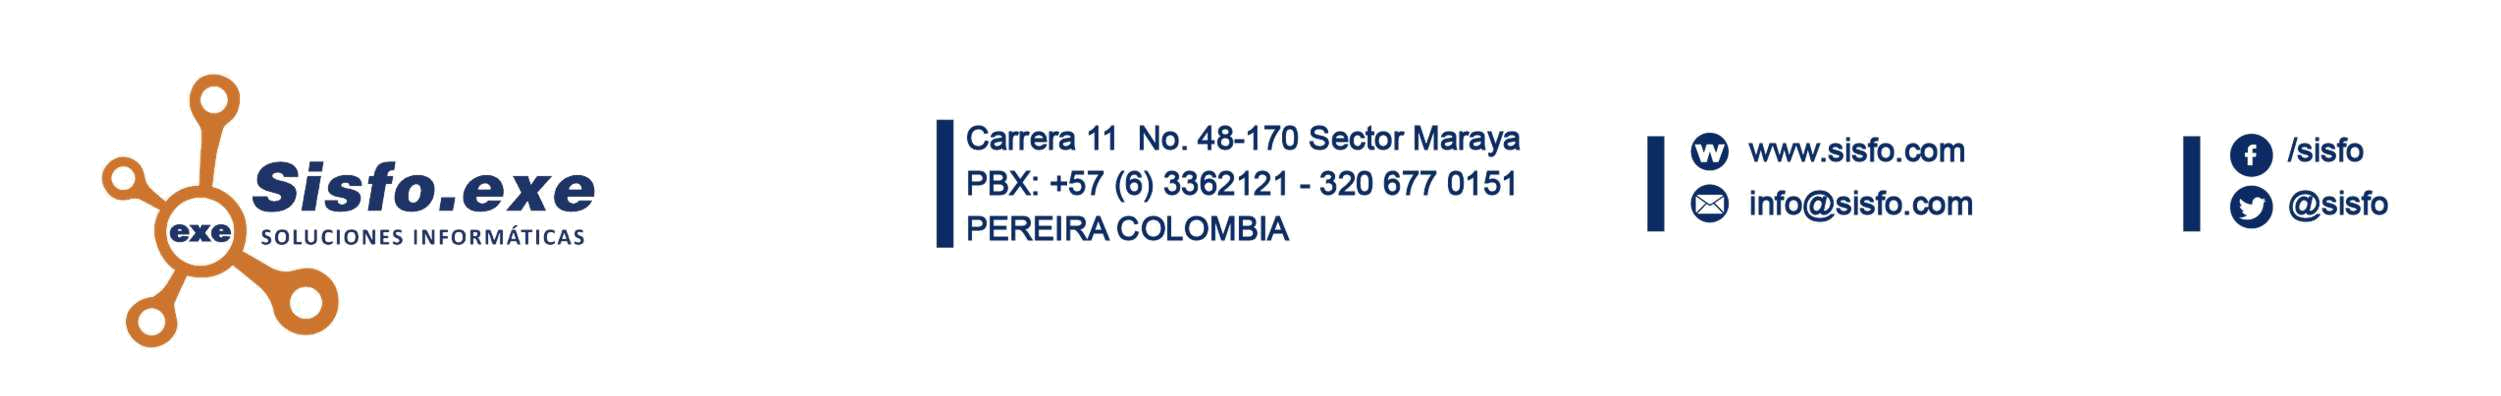 Sisfo.exe
exe
SOLUCIONES INFORMÁTICAS
Carrera 11 No. 48-170 Sector Maraya
PBX: +57 (6) 3362121 - 320 677 0151
PEREIRA COLOMBIA
w www.sisfo.com
info@sisfo.com
f /sisfo
@sisfo